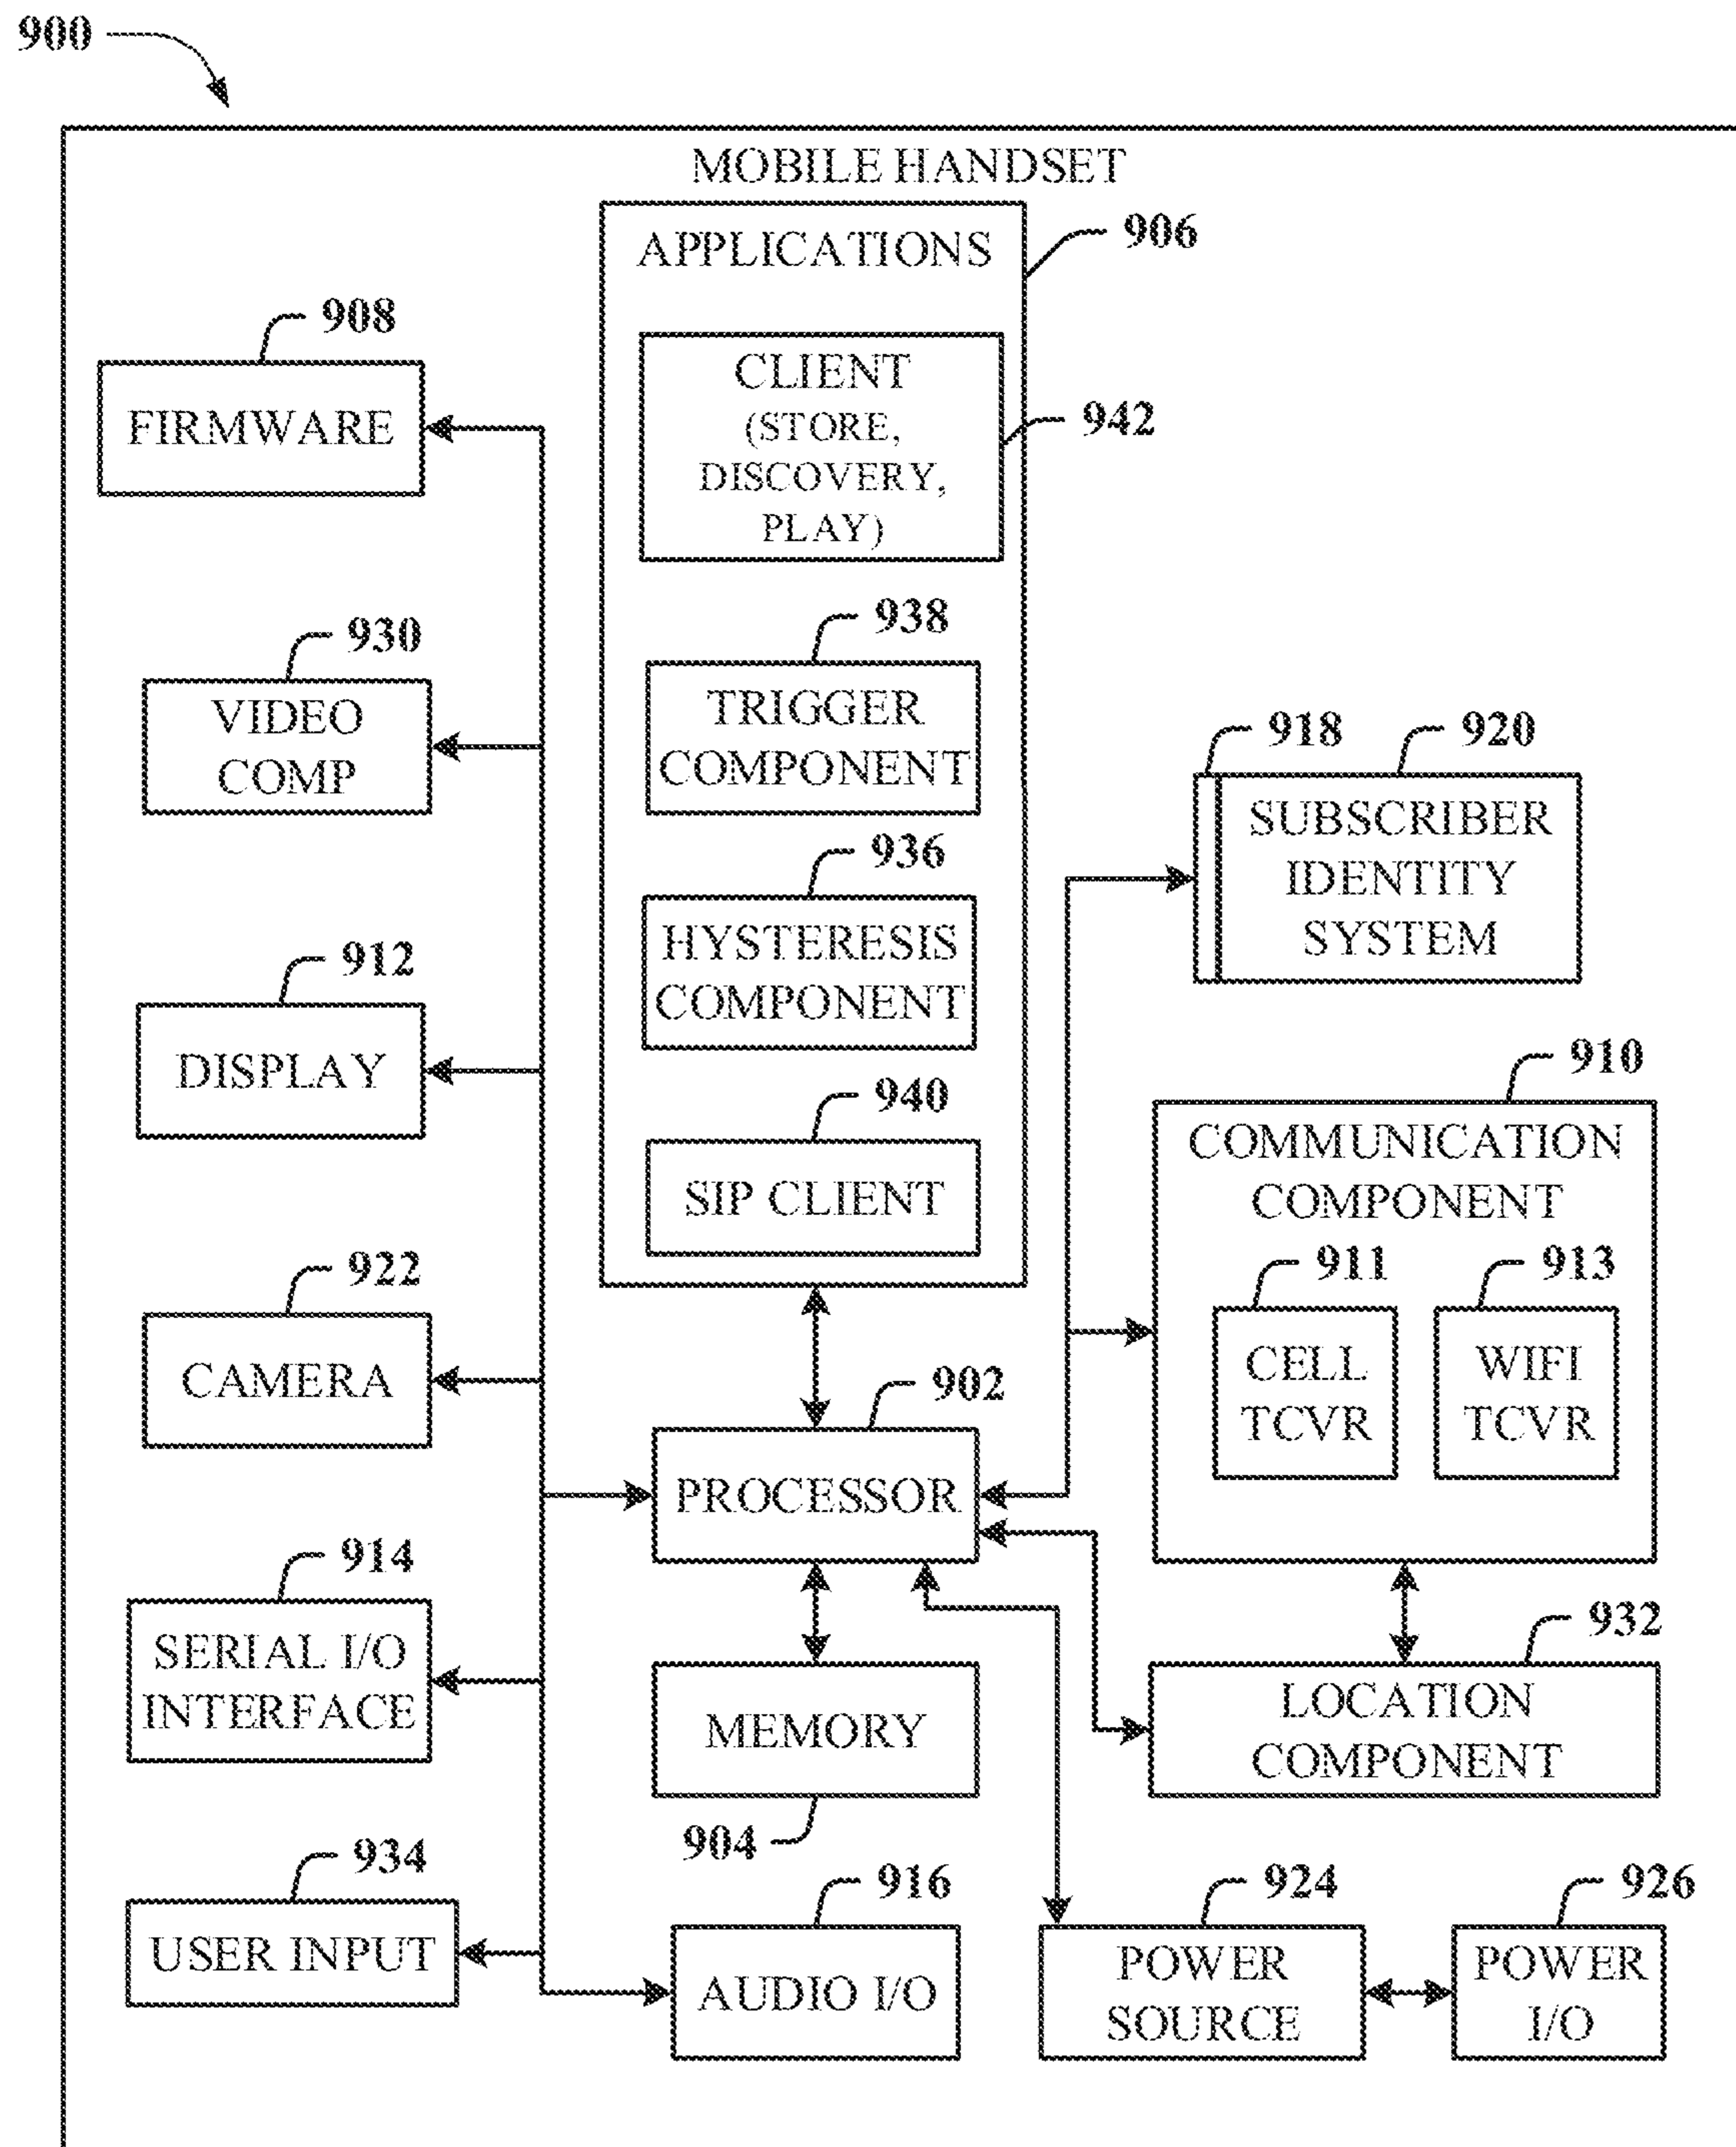 900
MOBILE HANDSET
APPLICATIONS
906
CLIENT
(STORE,
DISCOVERY,
PLAY)
942
938
TRIGGER
COMPONENT
936
HYSTERESIS
COMPONENT
940
SIP CLIENT
908
FIRMWARE
930
VIDEO
COMP
912
DISPLAY
922
CAMERA
914
SERIAL I/O
INTERFACE
934
USER INPUT
902
PROCESSOR
MEMORY
904
916
AUDIO I/O
918
920
SUBSCRIBER
IDENTITY
SYSTEM
910
COMMUNICATION
COMPONENT
911
CELL
TCVR
913
WIFI
TCVR
932
LOCATION
COMPONENT
924
POWER
SOURCE
926
POWER
I/O